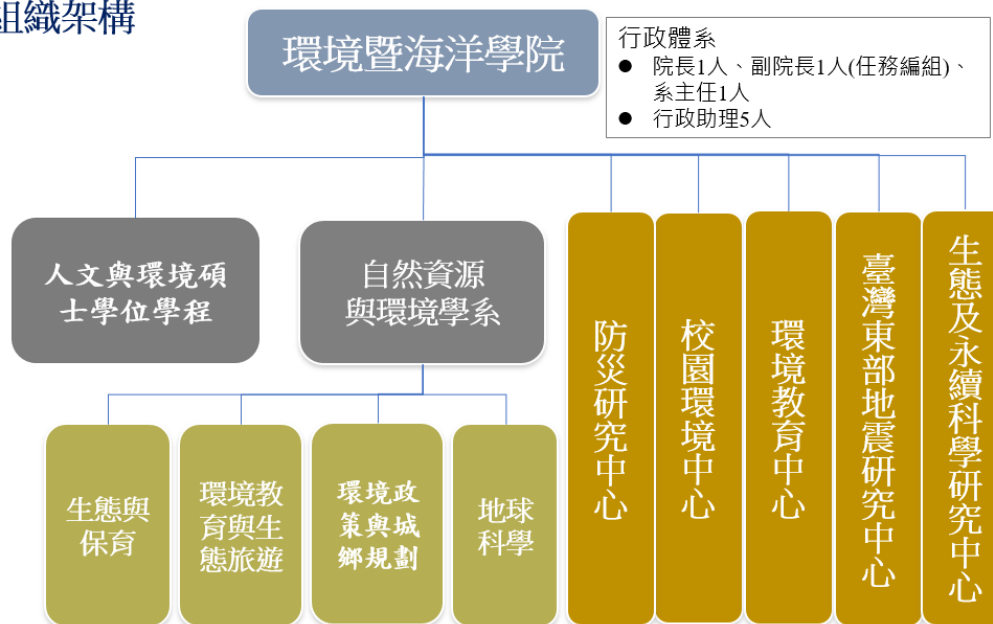 組織架構
環境暨海洋學院
行政體系
● 院長1人、副院長1人(任務編組)、
系主任1人
● 行政助理5人
人文與環境碩
士學位學程
自然資源
與環境學系
防災研究中心
校園環境中心
環境教育中心
臺灣東部地震研究中心
生態及永續科學研究中心
生態與
保育
環境教
育與生
態旅遊
環境政
策與城
鄉規劃
地球
科學